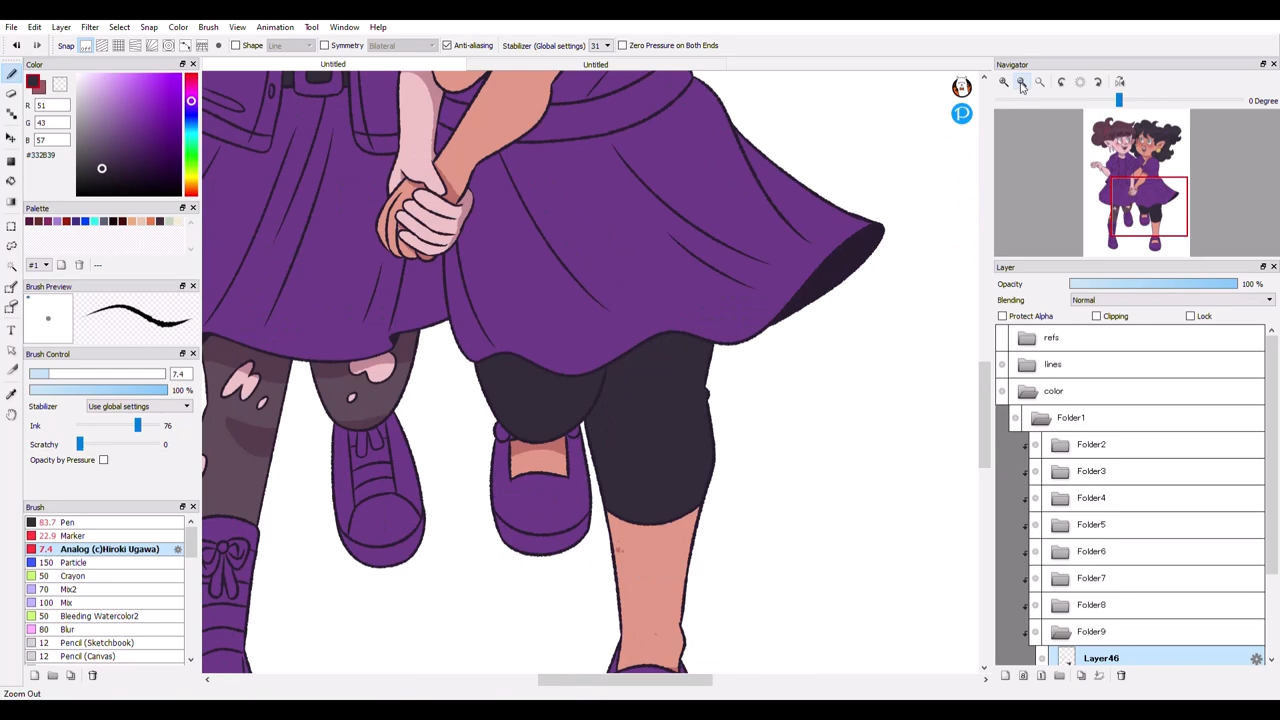 File Edit Layer Filter Select Snap Color Brush View Animation Tool Window Help
Snap Shape Line Symmetry Bilateral Anti-aliasing Stabilizer (Global settings) 31 Zero Pressure on Both Ends
Color
Untitled Untitled
Navigator
R 51
G 43
B 57
#332B39
0 Degree
Palette
#1 ---
Brush Preview
Brush Control
7.4
100 %
Stabilizer Use global settings
Ink 76
Scratchy 0
Opacity by Pressure
Brush
83.7 Pen
22.9 Marker
7.4 Analog (c)Hiroki Ugawa)
150 Particle
50 Crayon
70 Mix2
100 Mix
50 Bleeding Watercolor2
80 Blur
12 Pencil (Sketchbook)
12 Pencil (Canvas)
Zoom Out
Layer
Opacity 100 %
Blending Normal
Protect Alpha Clipping Lock
refs
lines
color
Folder1
Folder2
Folder3
Folder4
Folder5
Folder6
Folder7
Folder8
Folder9
Layer46